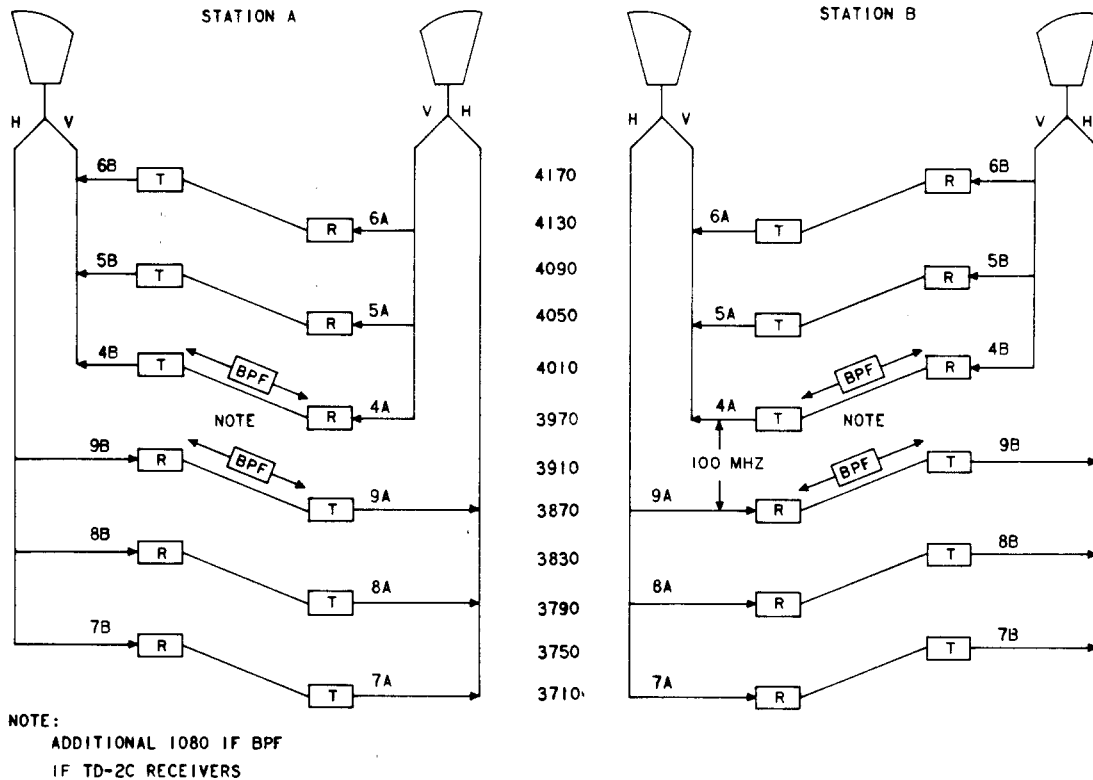 STATION A STATION B
H V V H H V V H
6B T 4170 R 6B
R 6A 4130 6A T
5B T 4090 R 5B
R 5A 4050 5A T
4B T BPF 4010 BPF R 4B
NOTE R 4A 3970 4A T NOTE
9B R BPF 3910 100 MHZ BPF T 9B
T 9A 3870 9A R
8B R 3830 T 8B
T 8A 3790 8A R
7B R 3750 T 7B
T 7A 3710 7A R
NOTE:
ADDITIONAL 1080 IF BPF
IF TD-2C RECEIVERS